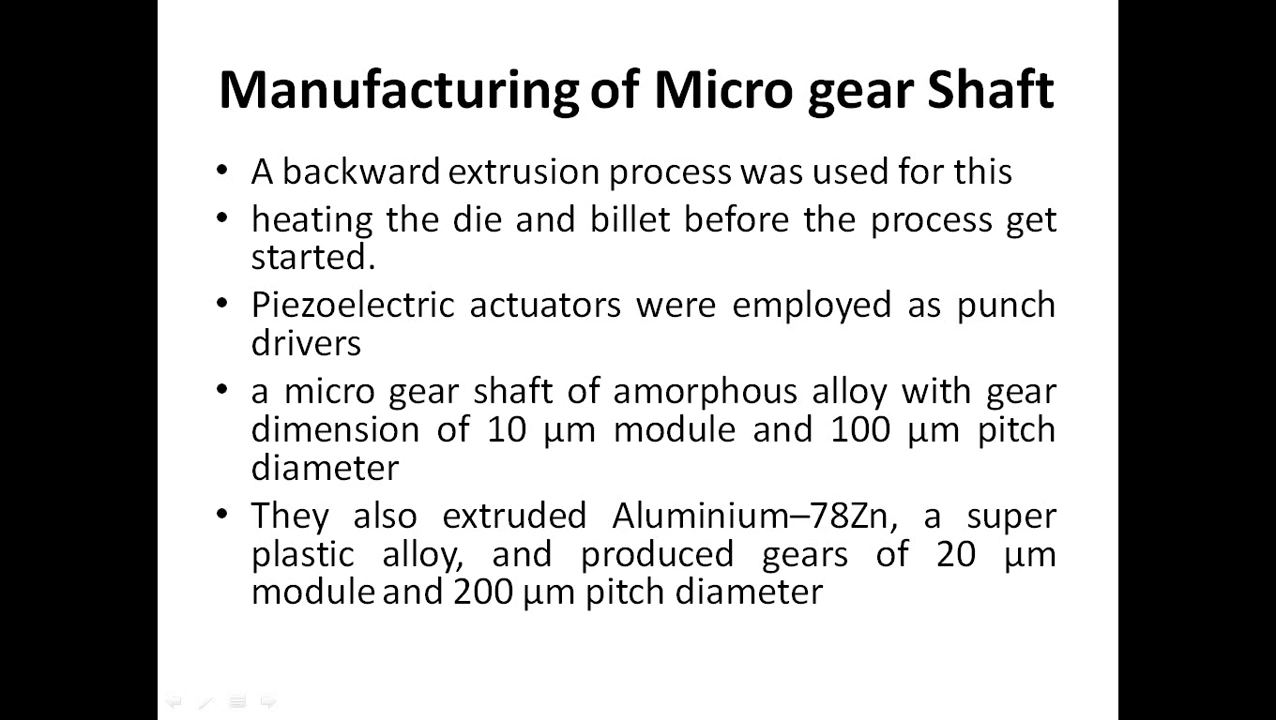 Manufacturing of Micro gear Shaft
• A backward extrusion process was used for this
• heating the die and billet before the process get
started.
• Piezoelectric actuators were employed as punch
drivers
• a micro gear shaft of amorphous alloy with gear
dimension of 10 µm module and 100 µm pitch
diameter
• They also extruded Aluminium–78Zn, a super
plastic alloy, and produced gears of 20 µm
module and 200 µm pitch diameter